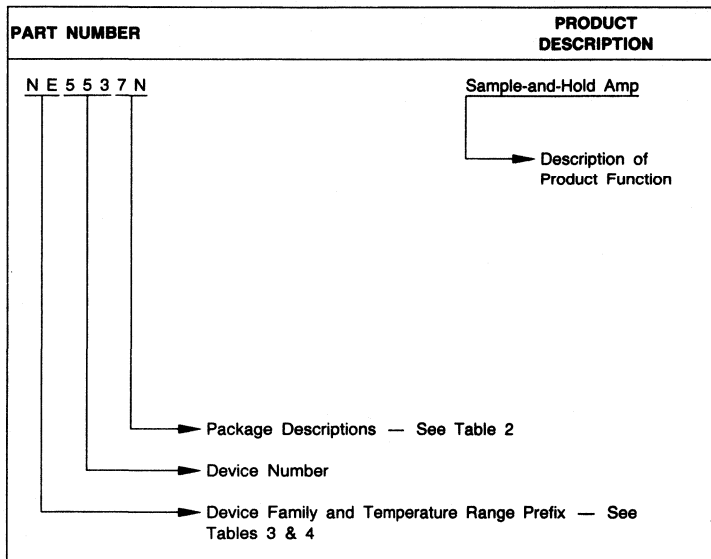 PART NUMBER
PRODUCT
DESCRIPTION
NE5537N
Sample-and-Hold Amp
Description of
Product Function
Package Descriptions — See Table 2
Device Number
Device Family and Temperature Range Prefix — See
Tables 3 & 4